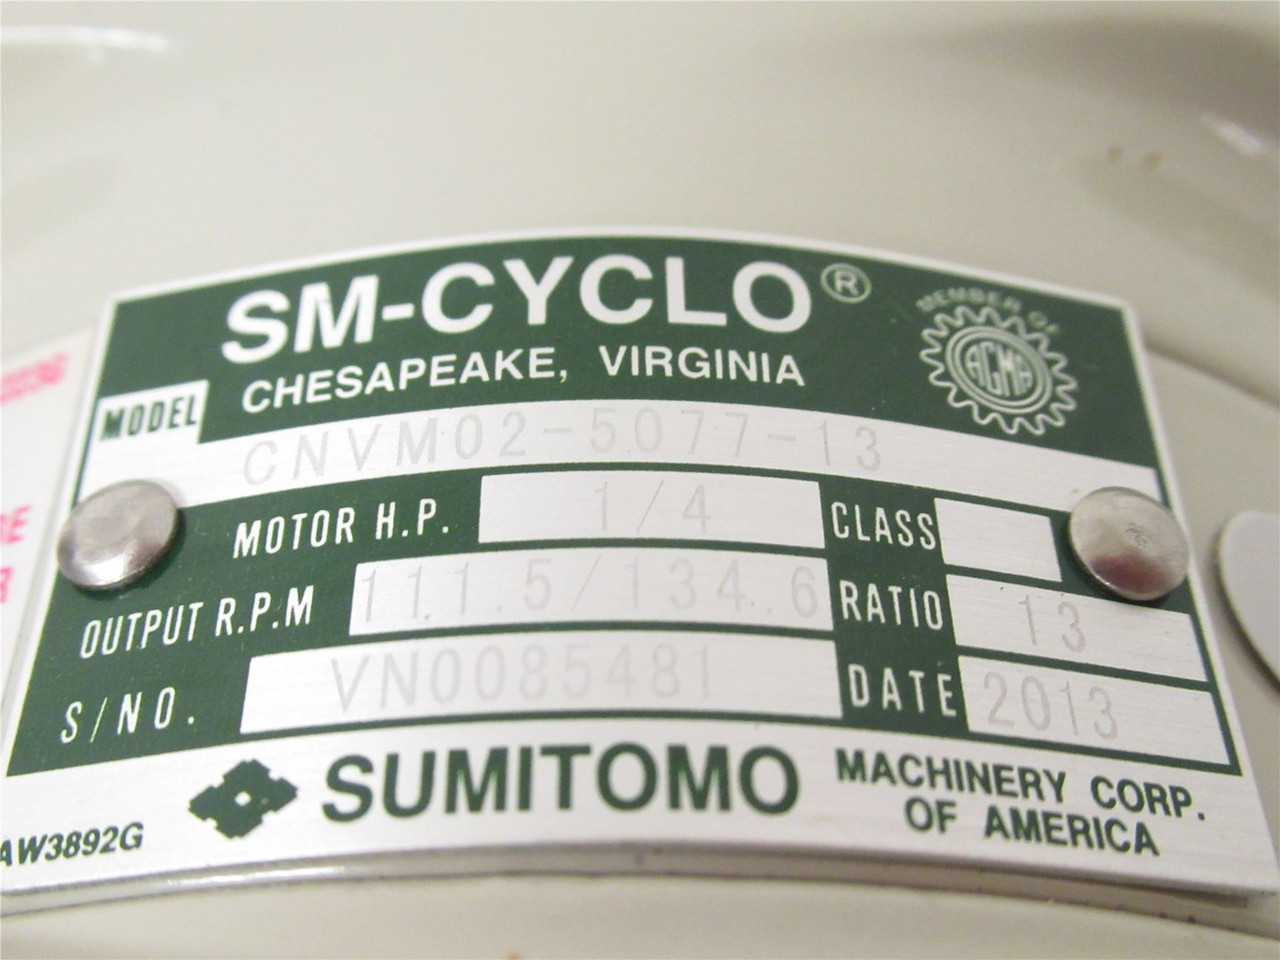 SM-CYCLO®
CHESAPEAKE, VIRGINIA
MEMBER OF
AGMA
MODEL CNVM02-5077-13
MOTOR H.P. 1/4 CLASS
OUTPUT R.P.M 111.5/134.6 RATIO 13
S/NO. VN0085481 DATE 2013
SUMITOMO MACHINERY CORP.
OF AMERICA
AW3892G